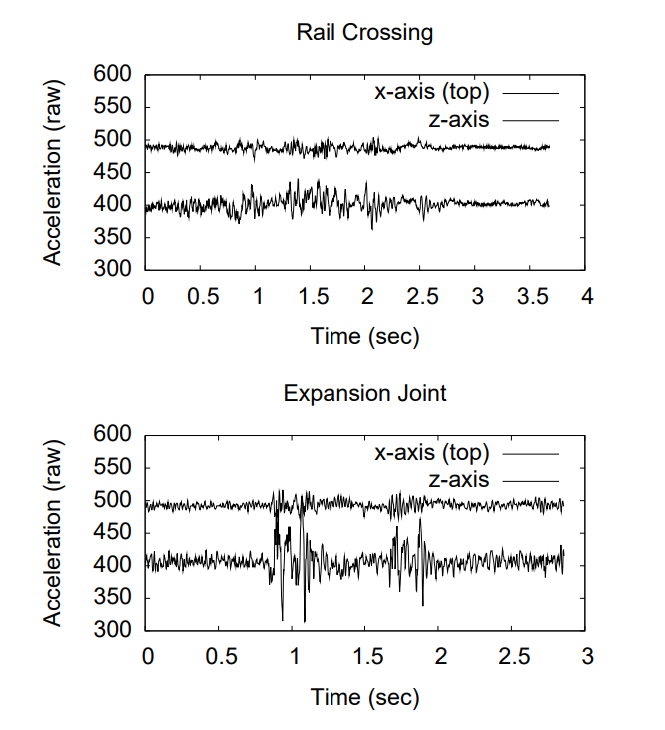 Rail Crossing
600
550
500
450
400
350
300
Acceleration (raw)
x-axis (top)
z-axis
0 0.5 1 1.5 2 2.5 3 3.5 4
Time (sec)
Expansion Joint
600
550
500
450
400
350
300
Acceleration (raw)
x-axis (top)
z-axis
0 0.5 1 1.5 2 2.5 3
Time (sec)